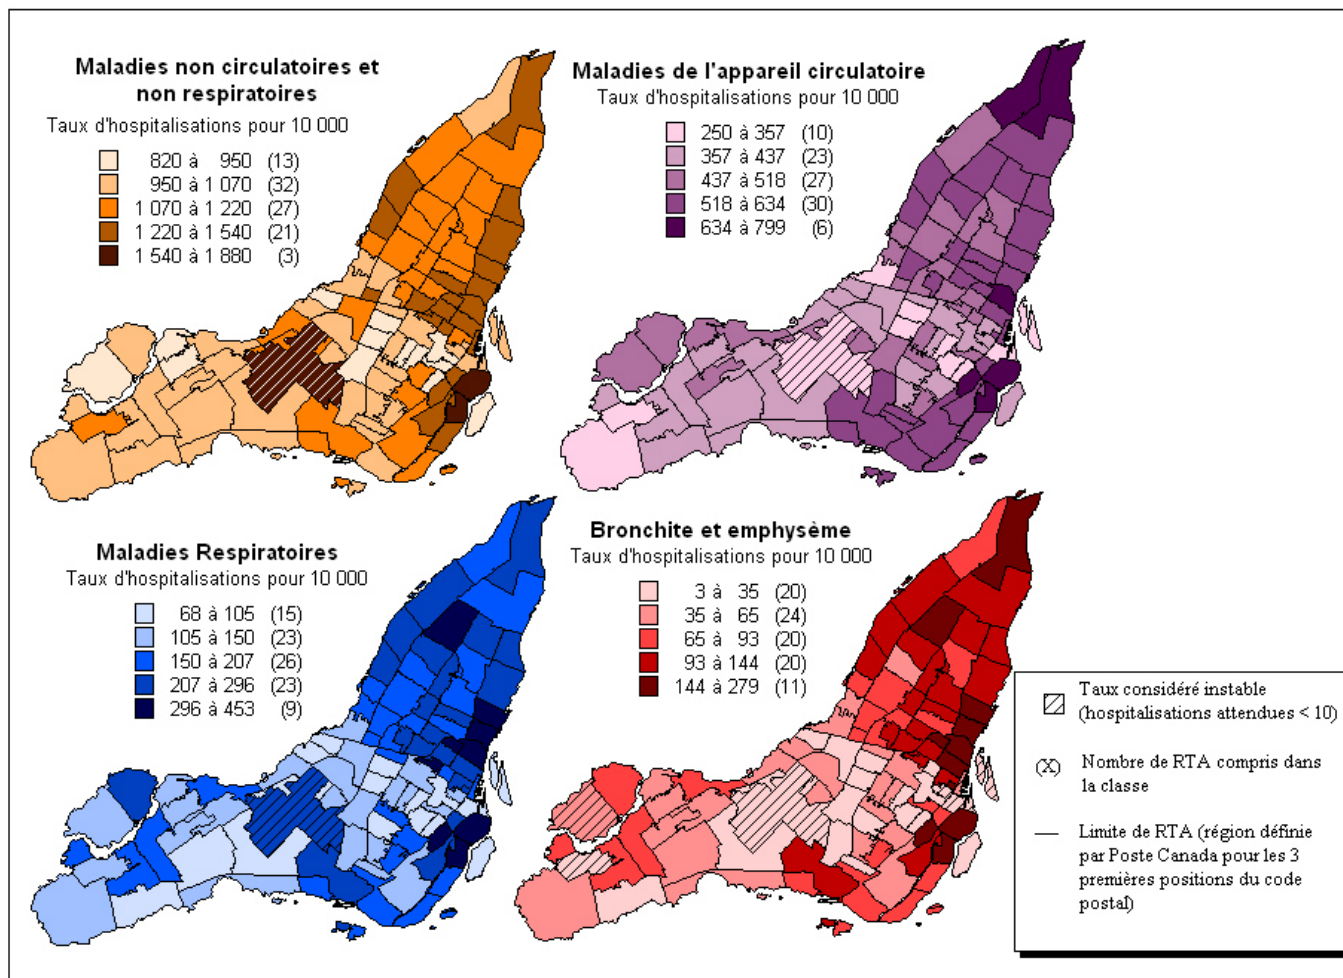 Maladies non circulatoires et
non respiratoires
Taux d'hospitalisations pour 10 000
820 à 950 (13)
950 à 1 070 (32)
1 070 à 1 220 (27)
1 220 à 1 540 (21)
1 540 à 1 880 (3)
Maladies de l'appareil circulatoire
Taux d'hospitalisations pour 10 000
250 à 357 (10)
357 à 437 (23)
437 à 518 (27)
518 à 634 (30)
634 à 799 (6)
Maladies Respiratoires
Taux d'hospitalisations pour 10 000
68 à 105 (15)
105 à 150 (23)
150 à 207 (26)
207 à 296 (23)
296 à 453 (9)
Bronchite et emphysème
Taux d'hospitalisations pour 10 000
3 à 35 (20)
35 à 65 (24)
65 à 93 (20)
93 à 144 (20)
144 à 279 (11)
Taux considéré instable
(hospitalisations attendues < 10)
(X) Nombre de RTA compris dans
la classe
Limite de RTA (région définie
par Poste Canada pour les 3
premières positions du code
postal)